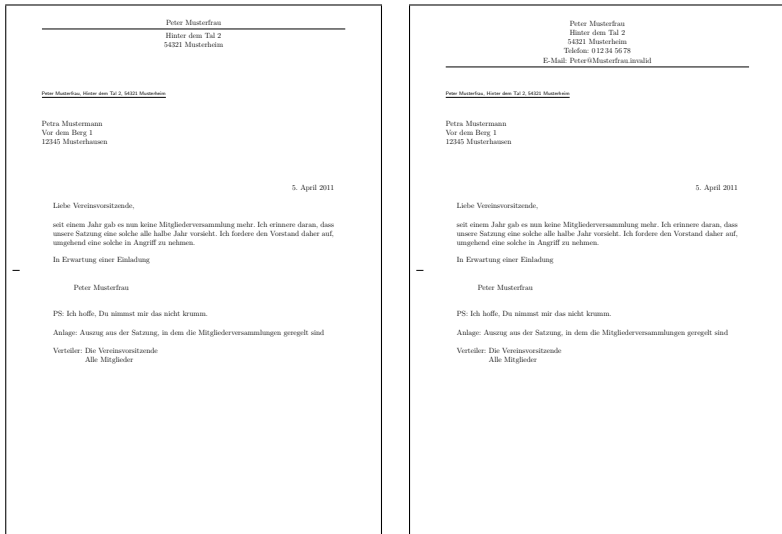 Peter Musterfrau
Hinter dem Tal 2
54321 Musterheim
Peter Musterfrau, Hinter dem Tal 2, 54321 Musterheim
Petra Mustermann
Vor dem Berg 1
12345 Musterhausen
5. April 2011
Liebe Vereinsvorsitzende,
seit einem Jahr gab es nun keine Mitgliederversammlung mehr. Ich erinnere daran, dass
unsere Satzung eine solche alle halbe Jahr vorsieht. Ich fordere den Vorstand daher auf,
umgehend eine solche in Angriff zu nehmen.
In Erwartung einer Einladung
Peter Musterfrau
PS: Ich hoffe, Du nimmst mir das nicht krumm.
Anlage: Auszug aus der Satzung, in dem die Mitgliederversammlungen geregelt sind
Verteiler: Die Vereinsvorsitzende
Alle Mitglieder
Peter Musterfrau
Hinter dem Tal 2
54321 Musterheim
Telefon: 0 12 34 56 78
E-Mail: Peter@Musterfrau.invalid
Peter Musterfrau, Hinter dem Tal 2, 54321 Musterheim
Petra Mustermann
Vor dem Berg 1
12345 Musterhausen
5. April 2011
Liebe Vereinsvorsitzende,
seit einem Jahr gab es nun keine Mitgliederversammlung mehr. Ich erinnere daran, dass
unsere Satzung eine solche alle halbe Jahr vorsieht. Ich fordere den Vorstand daher auf,
umgehend eine solche in Angriff zu nehmen.
In Erwartung einer Einladung
Peter Musterfrau
PS: Ich hoffe, Du nimmst mir das nicht krumm.
Anlage: Auszug aus der Satzung, in dem die Mitgliederversammlungen geregelt sind
Verteiler: Die Vereinsvorsitzende
Alle Mitglieder